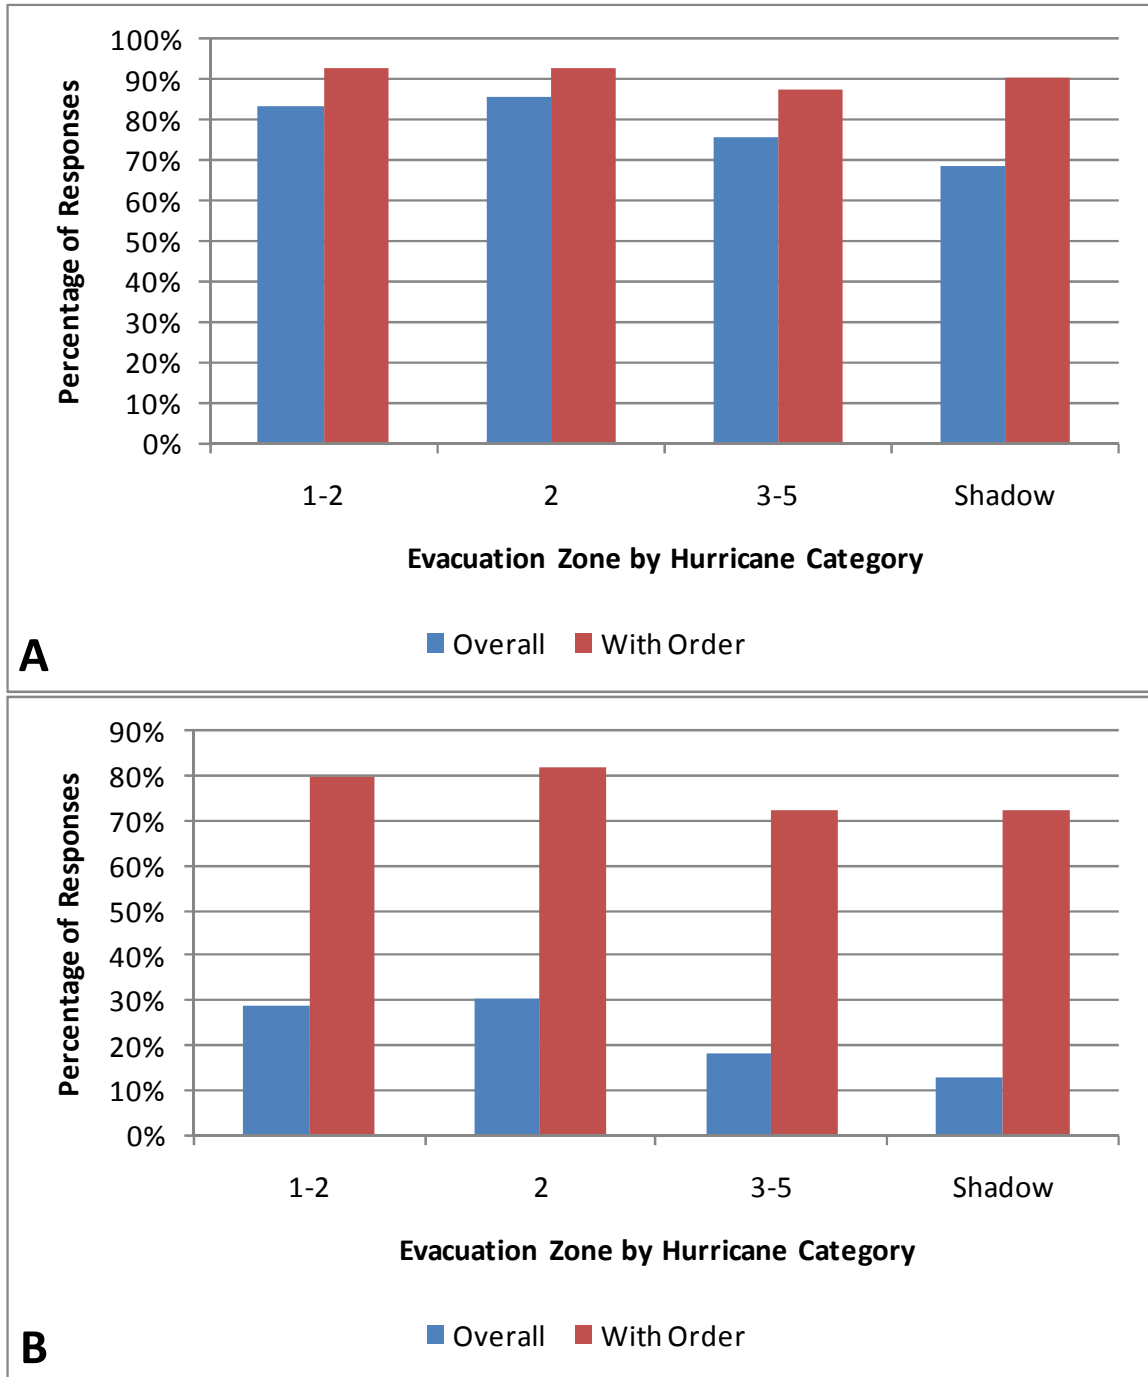 100%
90%
80%
70%
60%
50%
40%
30%
20%
10%
0%
Percentage of Responses
1-2 2 3-5 Shadow
Evacuation Zone by Hurricane Category
Overall With Order
A
90%
80%
70%
60%
50%
40%
30%
20%
10%
0%
Percentage of Responses
1-2 2 3-5 Shadow
Evacuation Zone by Hurricane Category
Overall With Order
B